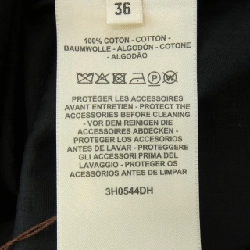 36
100% COTON - COTTON -
BAUMWOLLE - ALGODÓN - COTONE
- ALGODÃO
PROTÉGER LES ACCESSOIRES
AVANT ENTRETIEN - PROTECT THE
ACCESSORIES BEFORE CLEANING
- VOR DEM REINIGEN DIE
ACCESSOIRES ABDECKEN -
PROTEGER LOS ACCESORIOS
ANTES DE LAVAR - PROTEGGERE
GLI ACCESSORI PRIMA DEL
LAVAGGIO - PROTEGER OS
ACESSORIOS ANTES DE LIMPAR
3H0544DH